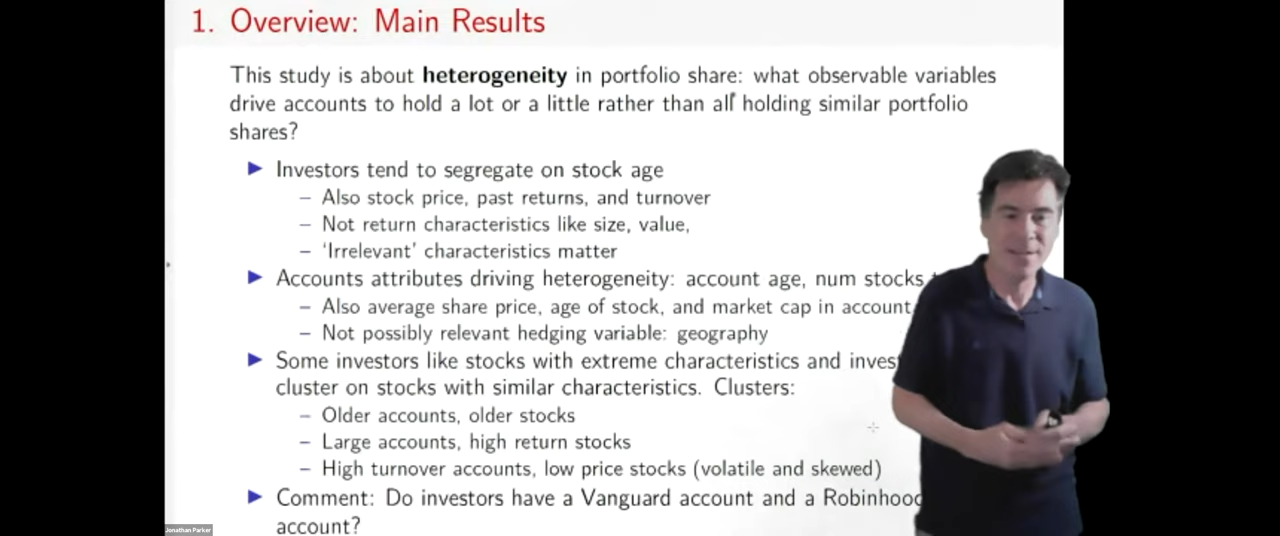 1. Overview: Main Results
This study is about heterogeneity in portfolio share: what observable variables
drive accounts to hold a lot or a little rather than all holding similar portfolio
shares?
▶ Investors tend to segregate on stock age
– Also stock price, past returns, and turnover
– Not return characteristics like size, value,
– ‘Irrelevant’ characteristics matter
▶ Accounts attributes driving heterogeneity: account age, num stocks
– Also average share price, age of stock, and market cap in account
– Not possibly relevant hedging variable: geography
▶ Some investors like stocks with extreme characteristics and
cluster on stocks with similar characteristics. Clusters:
– Older accounts, older stocks
– Large accounts, high return stocks
– High turnover accounts, low price stocks (volatile and skewed)
▶ Comment: Do investors have a Vanguard account and a
account?
Jonathan Parker